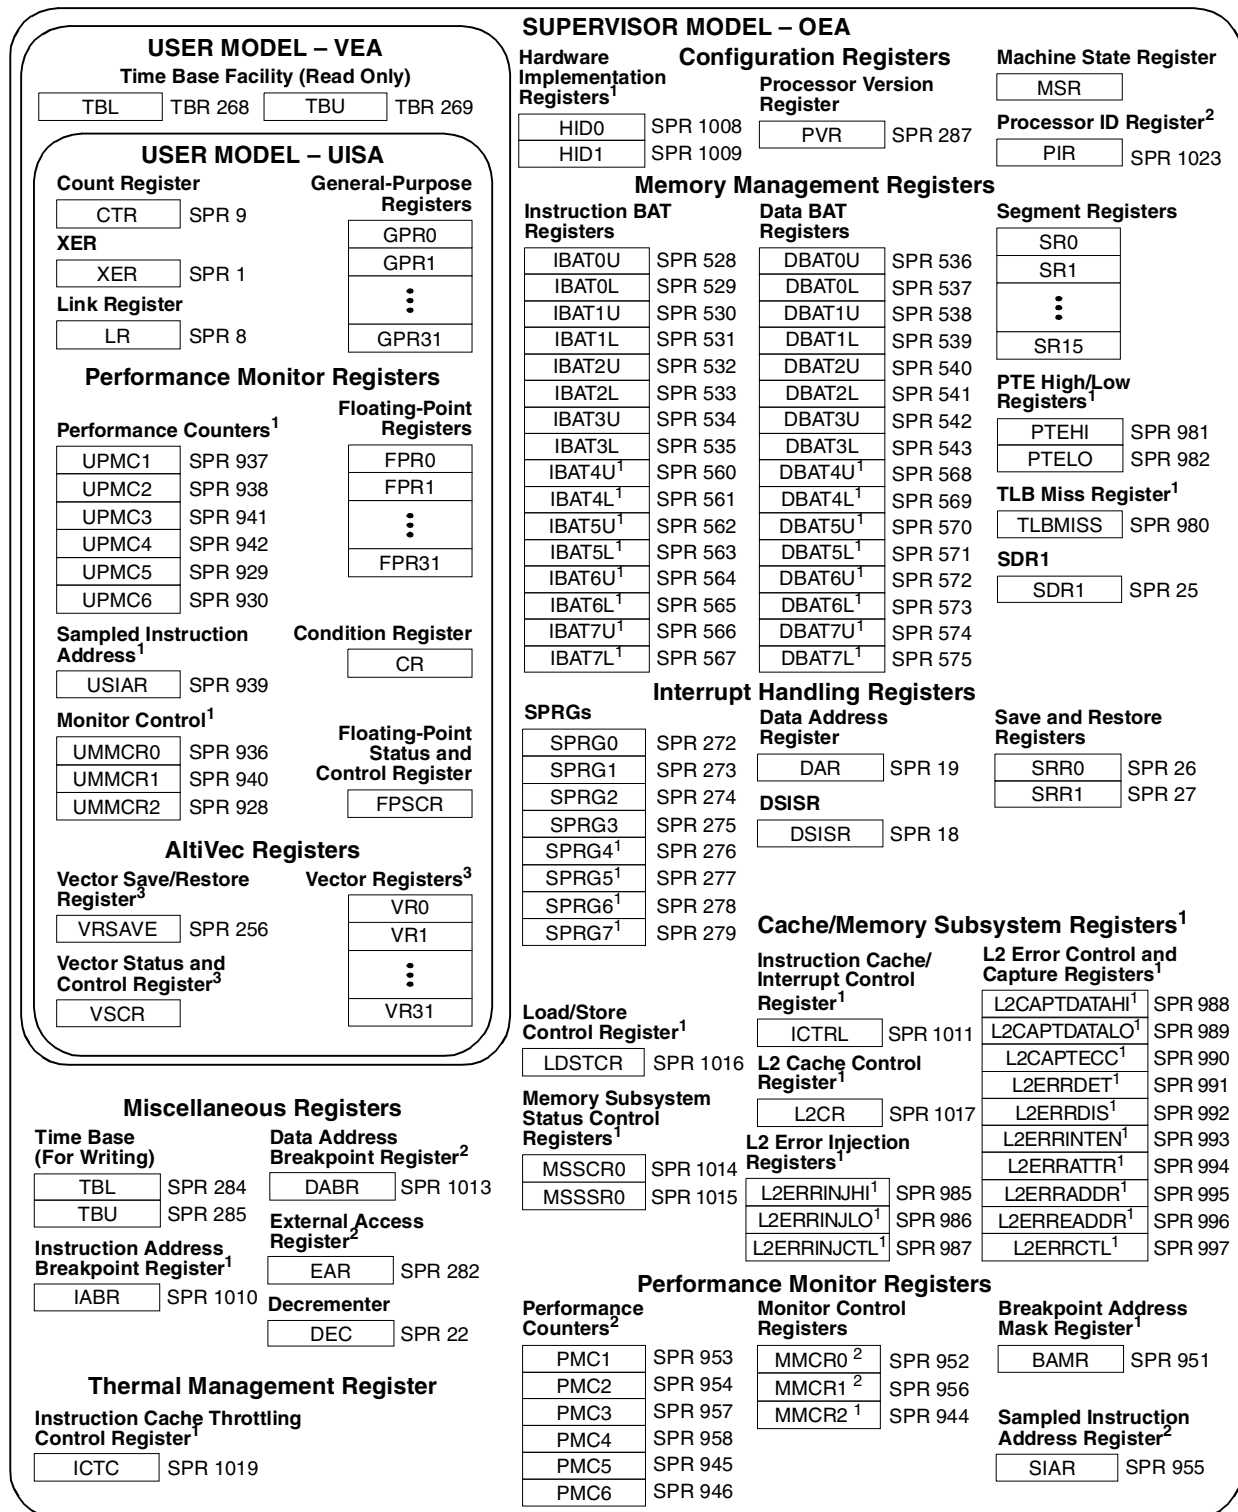 SUPERVISOR MODEL – OEA
USER MODEL – VEA
Time Base Facility (Read Only)
TBL TBR 268 TBU TBR 269
USER MODEL – UISA
Count Register
CTR SPR 9
XER
XER SPR 1
Link Register
LR SPR 8
General-Purpose
Registers
GPR0
GPR1
GPR31
Performance Monitor Registers
Performance Counters1
UPMC1 SPR 937
UPMC2 SPR 938
UPMC3 SPR 941
UPMC4 SPR 942
UPMC5 SPR 929
UPMC6 SPR 930
Floating-Point
Registers
FPR0
FPR1
FPR31
Sampled Instruction
Address1
USIAR SPR 939
Condition Register
CR
Monitor Control1
UMMCR0 SPR 936
UMMCR1 SPR 940
UMMCR2 SPR 928
Floating-Point
Status and
Control Register
FPSCR
AltiVec Registers
Vector Save/Restore
Register3
VRSAVE SPR 256
Vector Status and
Control Register3
VSCR
Vector Registers3
VR0
VR1
VR31
Miscellaneous Registers
Time Base
(For Writing)
TBL SPR 284
TBU SPR 285
Instruction Address
Breakpoint Register1
IABR SPR 1010
Data Address
Breakpoint Register2
DABR SPR 1013
External Access
Register2
EAR SPR 282
Decrementer
DEC SPR 22
Thermal Management Register
Instruction Cache Throttling
Control Register1
ICTC SPR 1019
Configuration Registers
Hardware
Implementation
Registers1
HID0 SPR 1008
HID1 SPR 1009
Processor Version
Register
PVR SPR 287
Machine State Register
MSR
Processor ID Register2
PIR SPR 1023
Memory Management Registers
Instruction BAT
Registers
IBAT0U SPR 528
IBAT0L SPR 529
IBAT1U SPR 530
IBAT1L SPR 531
IBAT2U SPR 532
IBAT2L SPR 533
IBAT3U SPR 534
IBAT3L SPR 535
IBAT4U1 SPR 560
IBAT4L1 SPR 561
IBAT5U1 SPR 562
IBAT5L1 SPR 563
IBAT6U1 SPR 564
IBAT6L1 SPR 565
IBAT7U1 SPR 566
IBAT7L1 SPR 567
Data BAT
Registers
DBAT0U SPR 536
DBAT0L SPR 537
DBAT1U SPR 538
DBAT1L SPR 539
DBAT2U SPR 540
DBAT2L SPR 541
DBAT3U SPR 542
DBAT3L SPR 543
DBAT4U1 SPR 568
DBAT4L1 SPR 569
DBAT5U1 SPR 570
DBAT5L1 SPR 571
DBAT6U1 SPR 572
DBAT6L1 SPR 573
DBAT7U1 SPR 574
DBAT7L1 SPR 575
Segment Registers
SR0
SR1
SR15
PTE High/Low
Registers1
PTEHI SPR 981
PTELO SPR 982
TLB Miss Register1
TLBMISS SPR 980
SDR1
SDR1 SPR 25
Interrupt Handling Registers
SPRGs
SPRG0 SPR 272
SPRG1 SPR 273
SPRG2 SPR 274
SPRG3 SPR 275
SPRG41 SPR 276
SPRG51 SPR 277
SPRG61 SPR 278
SPRG71 SPR 279
Data Address
Register
DAR SPR 19
DSISR
DSISR SPR 18
Save and Restore
Registers
SRR0 SPR 26
SRR1 SPR 27
Cache/Memory Subsystem Registers1
Load/Store
Control Register1
LDSTCR SPR 1016
Memory Subsystem
Status Control
Registers1
MSSCR0 SPR 1014
MSSSR0 SPR 1015
Instruction Cache/
Interrupt Control
Register1
ICTRL SPR 1011
L2 Cache Control
Register1
L2CR SPR 1017
L2 Error Injection
Registers1
L2ERRINJHI1 SPR 985
L2ERRINJLO1 SPR 986
L2ERRINJCTL1 SPR 987
L2 Error Control and
Capture Registers1
L2CAPTDATAHI1 SPR 988
L2CAPTDATALO1 SPR 989
L2CAPTECC1 SPR 990
L2ERRDET1 SPR 991
L2ERRDIS1 SPR 992
L2ERRINTEN1 SPR 993
L2ERRATTR1 SPR 994
L2ERRADDR1 SPR 995
L2ERREADDR1 SPR 996
L2ERRCTL1 SPR 997
Performance Monitor Registers
Performance
Counters2
PMC1 SPR 953
PMC2 SPR 954
PMC3 SPR 957
PMC4 SPR 958
PMC5 SPR 945
PMC6 SPR 946
Monitor Control
Registers
MMCR0 2 SPR 952
MMCR1 2 SPR 956
MMCR2 1 SPR 944
Breakpoint Address
Mask Register1
BAMR SPR 951
Sampled Instruction
Address Register2
SIAR SPR 955